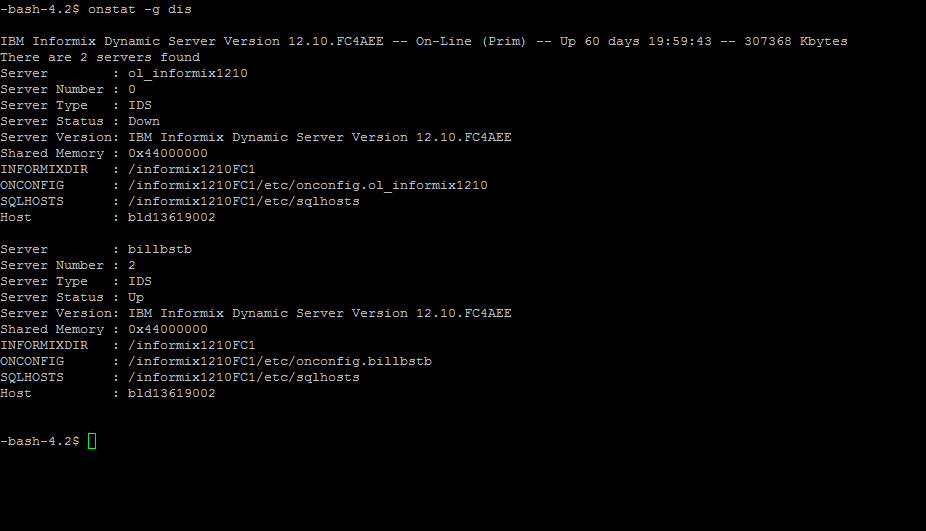 -bash-4.2$ onstat -g dis
IBM Informix Dynamic Server Version 12.10.FC4AEE -- On-Line (Prim) -- Up 60 days 19:59:43 -- 307368 Kbytes
There are 2 servers found
Server        : ol_informix1210
Server Number : 0
Server Type   : IDS
Server Status : Down
Server Version: IBM Informix Dynamic Server Version 12.10.FC4AEE
Shared Memory : 0x44000000
INFORMIXDIR   : /informix1210FC1
ONCONFIG      : /informix1210FC1/etc/onconfig.ol_informix1210
SQLHOSTS      : /informix1210FC1/etc/sqlhosts
Host          : bld13619002
Server        : billbstb
Server Number : 2
Server Type   : IDS
Server Status : Up
Server Version: IBM Informix Dynamic Server Version 12.10.FC4AEE
Shared Memory : 0x44000000
INFORMIXDIR   : /informix1210FC1
ONCONFIG      : /informix1210FC1/etc/onconfig.billbstb
SQLHOSTS      : /informix1210FC1/etc/sqlhosts
Host          : bld13619002
-bash-4.2$